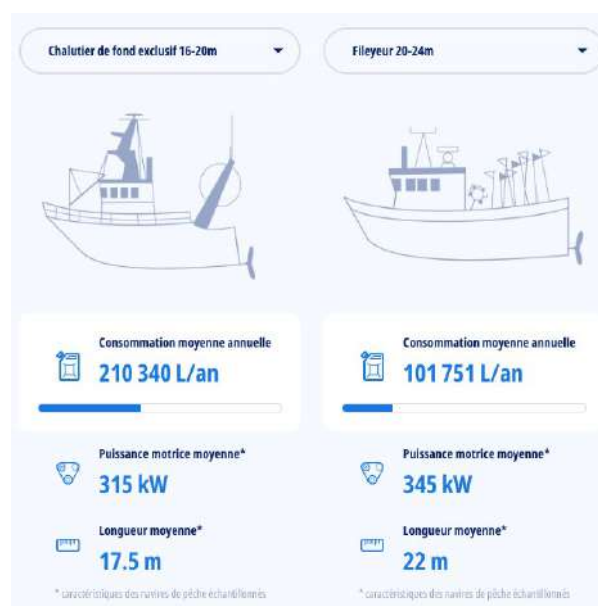 Chalutier de fond exclusif 16-20m
Fileyeur 20-24m
Consommation moyenne annuelle
210 340 L/an
Consommation moyenne annuelle
101 751 L/an
Puissance motrice moyenne*
315 kW
Puissance motrice moyenne*
345 kW
Longueur moyenne*
17.5 m
Longueur moyenne*
22 m
* caractéristiques des navires de pêche échantillonnés
* caractéristiques des navires de pêche échantillonnés